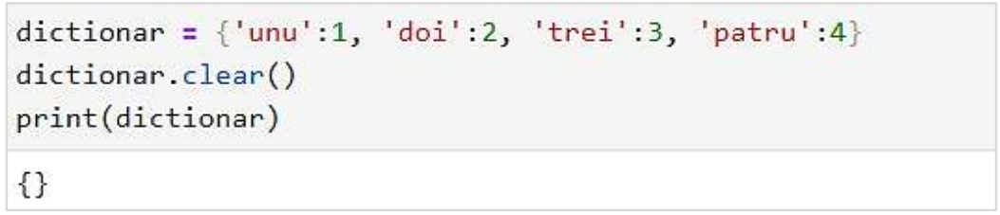 dictionar = {'unu':1, 'doi':2, 'trei':3, 'patru':4}
dictionar.clear()
print(dictionar)
{}